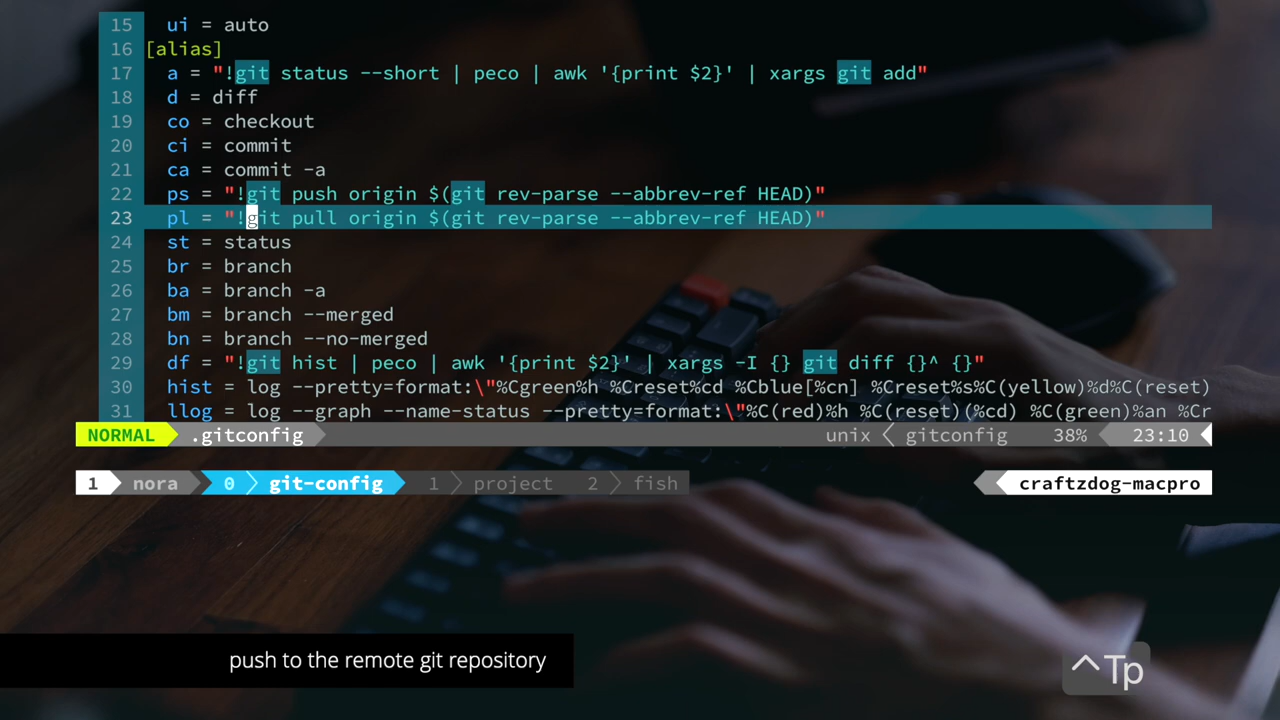 15 ui = auto
16 [alias]
17 a = "!git status --short | peco | awk '{print $2}' | xargs git add"
18 d = diff
19 co = checkout
20 ci = commit
21 ca = commit -a
22 ps = "!git push origin $(git rev-parse --abbrev-ref HEAD)"
23 pl = "!git pull origin $(git rev-parse --abbrev-ref HEAD)"
24 st = status
25 br = branch
26 ba = branch -a
27 bm = branch --merged
28 bn = branch --no-merged
29 df = "!git hist | peco | awk '{print $2}' | xargs -I {} git diff {}^ {}"
30 hist = log --pretty=format:\"%Cgreen%h %Creset%cd %Cblue[%cn] %Creset%s%C(yellow)%d%C(reset)
31 llog = log --graph --name-status --pretty=format:\"%C(red)%h %C(reset)(%cd) %C(green)%an %Cr
NORMAL .gitconfig unix gitconfig 38% 23:10
1 nora 0 git-config 1 project 2 fish craftzdog-macpro
push to the remote git repository
^Tp